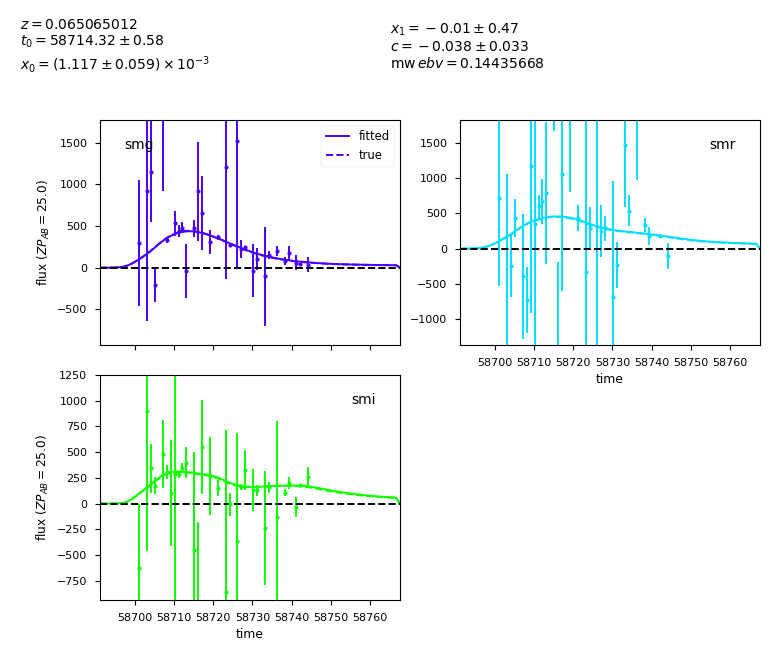 z = 0.065065012
t₀ = 58714.32 ± 0.58
x₀ = (1.117 ± 0.059) × 10⁻³
x₁ = −0.01 ± 0.47
c = −0.038 ± 0.033
mw ebv = 0.14435668
smg
fitted
true
1500
1000
500
0
−500
flux (ZP_AB = 25.0)
smr
1500
1000
500
0
−500
−1000
58700 58710 58720 58730 58740 58750 58760
time
smi
1250
1000
750
500
250
0
−250
−500
−750
flux (ZP_AB = 25.0)
58700 58710 58720 58730 58740 58750 58760
time